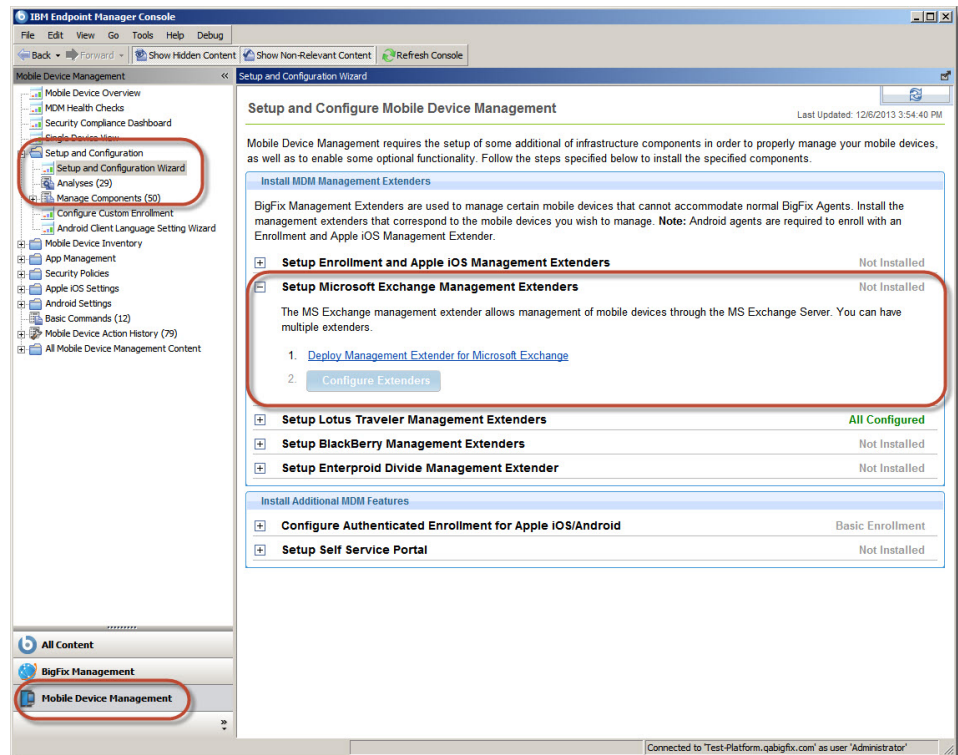 IBM Endpoint Manager Console
File Edit View Go Tools Help Debug
Back Forward Show Hidden Content Show Non-Relevant Content Refresh Console
Mobile Device Management «
Mobile Device Overview
MDM Health Checks
Security Compliance Dashboard
Single Device View
Setup and Configuration
Setup and Configuration Wizard
Analyses (29)
Manage Components (50)
Configure Custom Enrollment
Android Client Language Setting Wizard
Mobile Device Inventory
App Management
Security Policies
Apple iOS Settings
Android Settings
Basic Commands (12)
Mobile Device Action History (79)
All Mobile Device Management Content
All Content
BigFix Management
Mobile Device Management
»
Setup and Configuration Wizard
Setup and Configure Mobile Device Management
Last Updated: 12/6/2013 3:54:40 PM
Mobile Device Management requires the setup of some additional of infrastructure components in order to properly manage your mobile devices,
as well as to enable some optional functionality. Follow the steps specified below to install the specified components.
Install MDM Management Extenders
BigFix Management Extenders are used to manage certain mobile devices that cannot accommodate normal BigFix Agents. Install the
management extenders that correspond to the mobile devices you wish to manage. Note: Android agents are required to enroll with an
Enrollment and Apple iOS Management Extender.
Setup Enrollment and Apple iOS Management Extenders Not Installed
Setup Microsoft Exchange Management Extenders Not Installed
The MS Exchange management extender allows management of mobile devices through the MS Exchange Server. You can have
multiple extenders.
1. Deploy Management Extender for Microsoft Exchange
2. Configure Extenders
Setup Lotus Traveler Management Extenders All Configured
Setup BlackBerry Management Extenders Not Installed
Setup Enterproid Divide Management Extender Not Installed
Install Additional MDM Features
Configure Authenticated Enrollment for Apple iOS/Android Basic Enrollment
Setup Self Service Portal Not Installed
Connected to 'Test-Platform.qabigfix.com' as user 'Administrator'